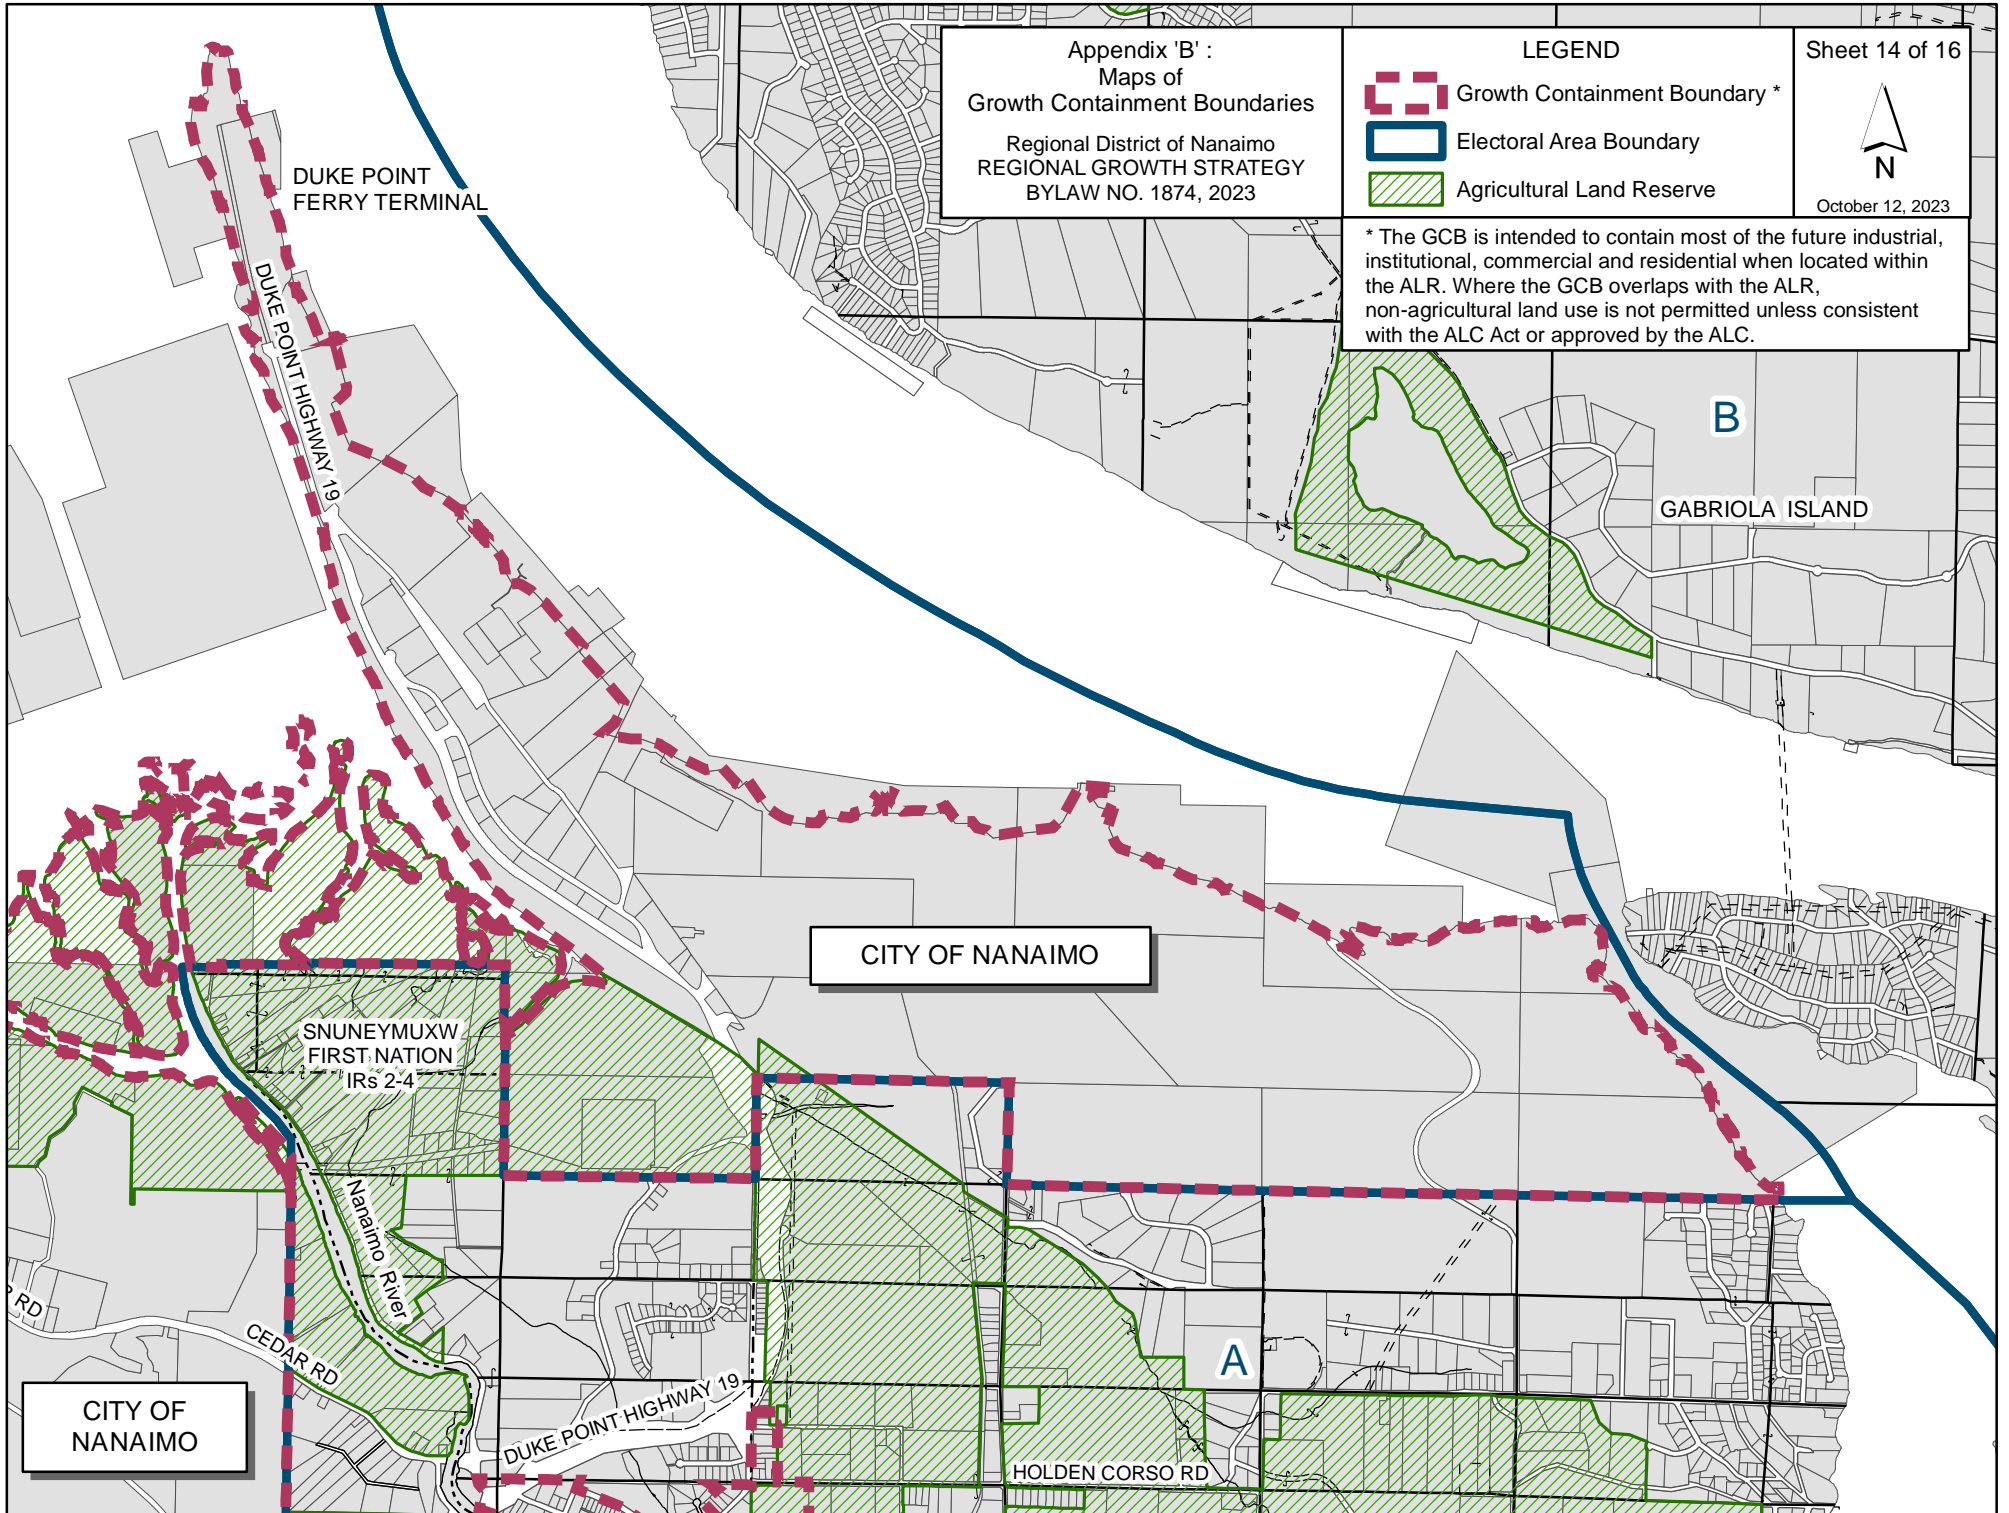 Appendix 'B' :
Maps of
Growth Containment Boundaries
Regional District of Nanaimo
REGIONAL GROWTH STRATEGY
BYLAW NO. 1874, 2023
LEGEND
Growth Containment Boundary *
Electoral Area Boundary
Agricultural Land Reserve
Sheet 14 of 16
N
October 12, 2023
* The GCB is intended to contain most of the future industrial,
institutional, commercial and residential when located within
the ALR. Where the GCB overlaps with the ALR,
non-agricultural land use is not permitted unless consistent
with the ALC Act or approved by the ALC.
DUKE POINT
FERRY TERMINAL
DUKE POINT HIGHWAY 19
B
GABRIOLA ISLAND
CITY OF NANAIMO
SNUNEYMUXW
FIRST NATION
IRs 2-4
Nanaimo River
RD
CEDAR RD
A
CITY OF
NANAIMO
DUKE POINT HIGHWAY 19
HOLDEN CORSO RD